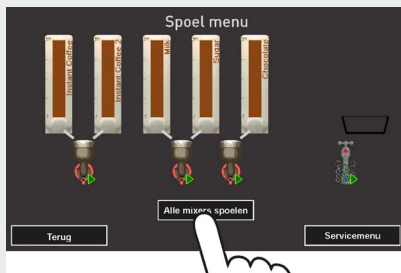 Spoel menu
Instant Coffee
Instant Coffee 2
Milk
Sugar
Chocolate
Alle mixers spoelen
Terug
Servicemenu